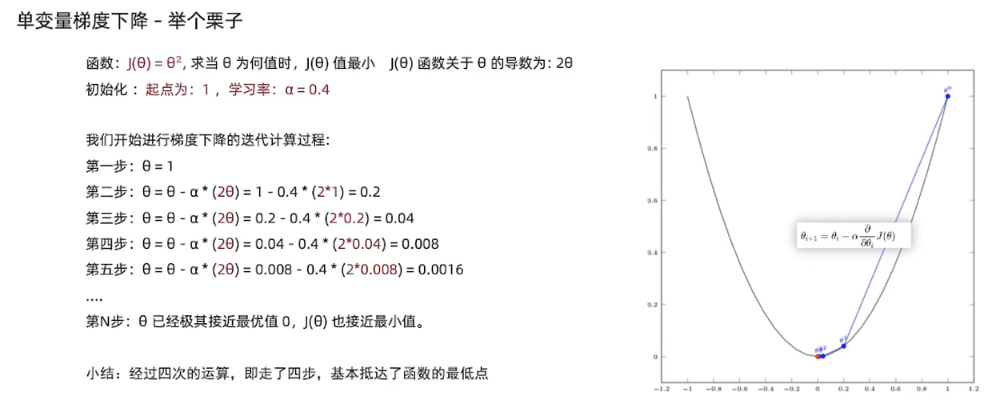 单变量梯度下降 - 举个栗子
函数：J(θ) = θ², 求当 θ 为何值时，J(θ) 值最小 J(θ) 函数关于 θ 的导数为: 2θ
初始化 ：起点为：1 ，学习率：α = 0.4
我们开始进行梯度下降的迭代计算过程：
第一步：θ = 1
第二步：θ = θ - α * (2θ) = 1 - 0.4 * (2*1) = 0.2
第三步：θ = θ - α * (2θ) = 0.2 - 0.4 * (2*0.2) = 0.04
第四步：θ = θ - α * (2θ) = 0.04 - 0.4 * (2*0.04) = 0.008
第五步：θ = θ - α * (2θ) = 0.008 - 0.4 * (2*0.008) = 0.0016
....
第N步：θ 已经极其接近最优值 0，J(θ) 也接近最小值。
小结：经过四次的运算，即走了四步，基本抵达了函数的最低点
θ⁰
1
0.8
0.6
θᵢ₊₁ = θᵢ − α ∂/∂θᵢ J(θ)
0.4
0.2
θ¹
0
−1.2 −1 −0.8 −0.6 −0.4 −0.2 0 0.2 0.4 0.6 0.8 1 1.2